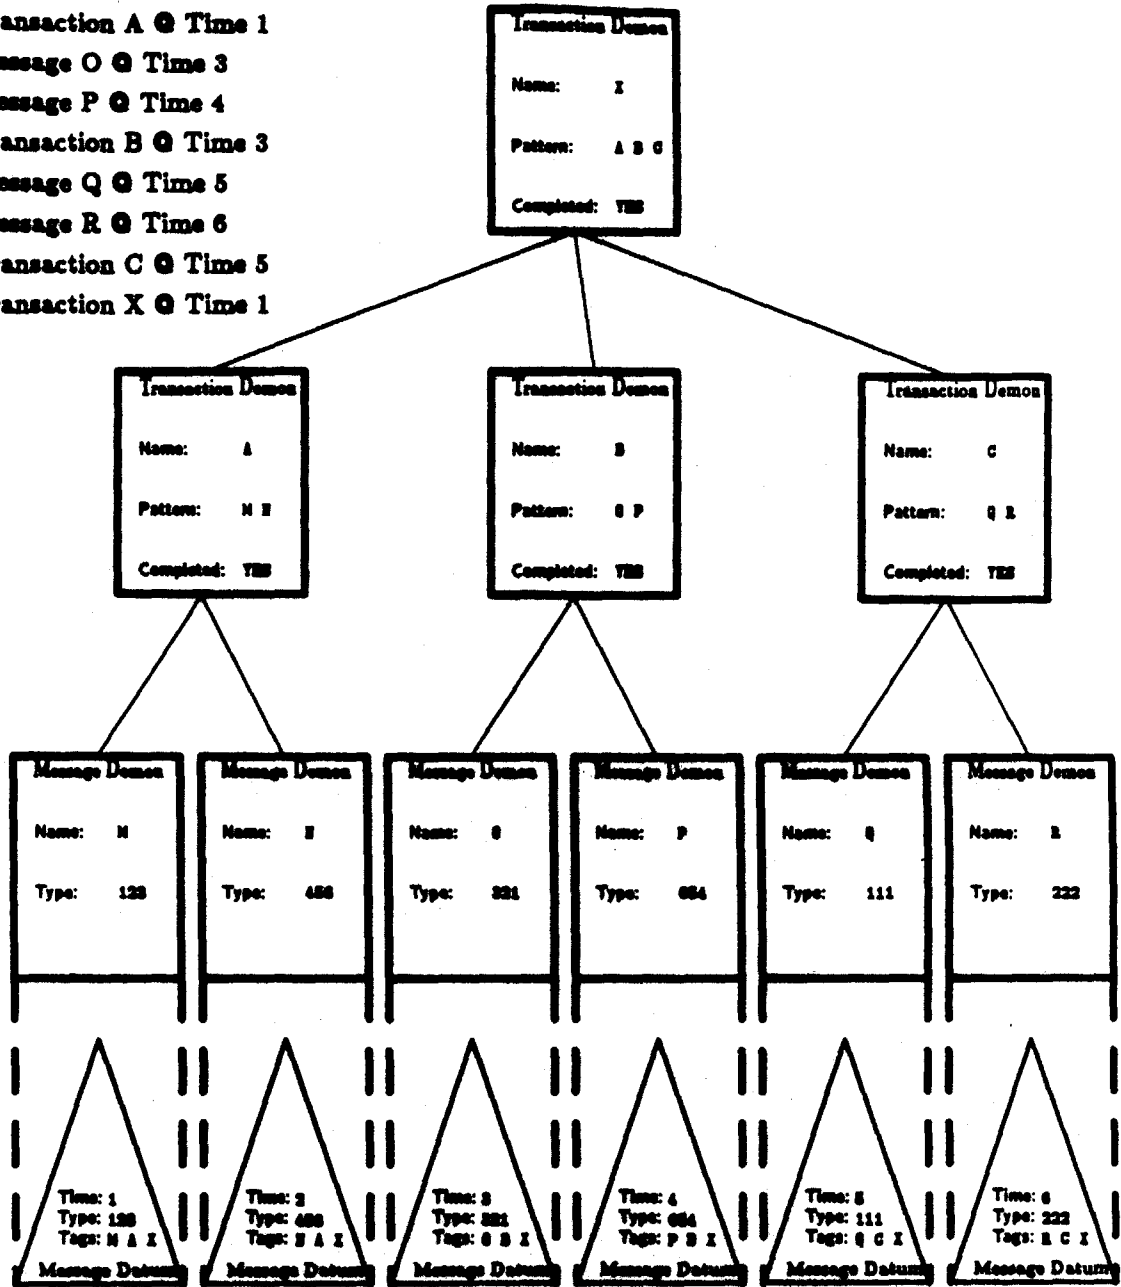 ansaction A @ Time 1
essage O @ Time 3
essage P @ Time 4
ansaction B @ Time 3
essage Q @ Time 5
essage R @ Time 6
ansaction C @ Time 5
ansaction X @ Time 1
Transaction Demon
Name: X
Pattern: A B C
Completed: YES
Transaction Demon
Name: A
Pattern: M N
Completed: YES
Transaction Demon
Name: B
Pattern: O P
Completed: YES
Transaction Demon
Name: C
Pattern: Q R
Completed: YES
Message Demon
Name: M
Type: 123
Message Demon
Name: N
Type: 456
Message Demon
Name: O
Type: 321
Message Demon
Name: P
Type: 654
Message Demon
Name: Q
Type: 111
Message Demon
Name: R
Type: 222
Time: 1
Type: 123
Tags: M A X
Message Datum
Time: 2
Type: 456
Tags: N A X
Message Datum
Time: 3
Type: 321
Tags: O B X
Message Datum
Time: 4
Type: 654
Tags: P B X
Message Datum
Time: 5
Type: 111
Tags: Q C X
Message Datum
Time: 6
Type: 222
Tags: R C X
Message Datum